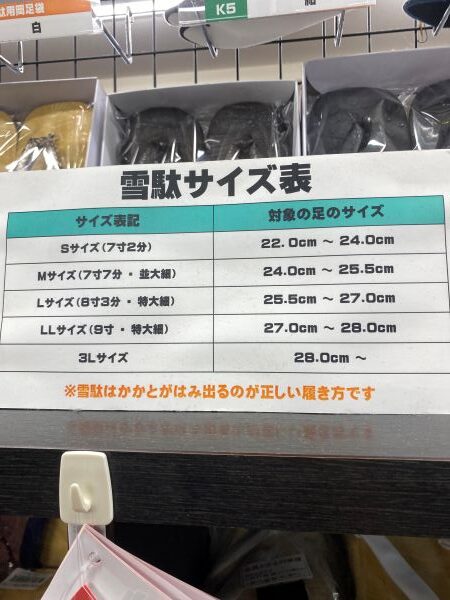 駄用岡足袋
白
K5
雪駄サイズ表
サイズ表記 対象の足のサイズ
Sサイズ(7寸2分) 22.0cm ～ 24.0cm
Mサイズ(7寸7分・並大細) 24.0cm ～ 25.5cm
Lサイズ(8寸3分・特大細) 25.5cm ～ 27.0cm
LLサイズ(9寸・特大細) 27.0cm ～ 28.0cm
3Lサイズ 28.0cm ～
※雪駄はかかとがはみ出るのが正しい履き方です